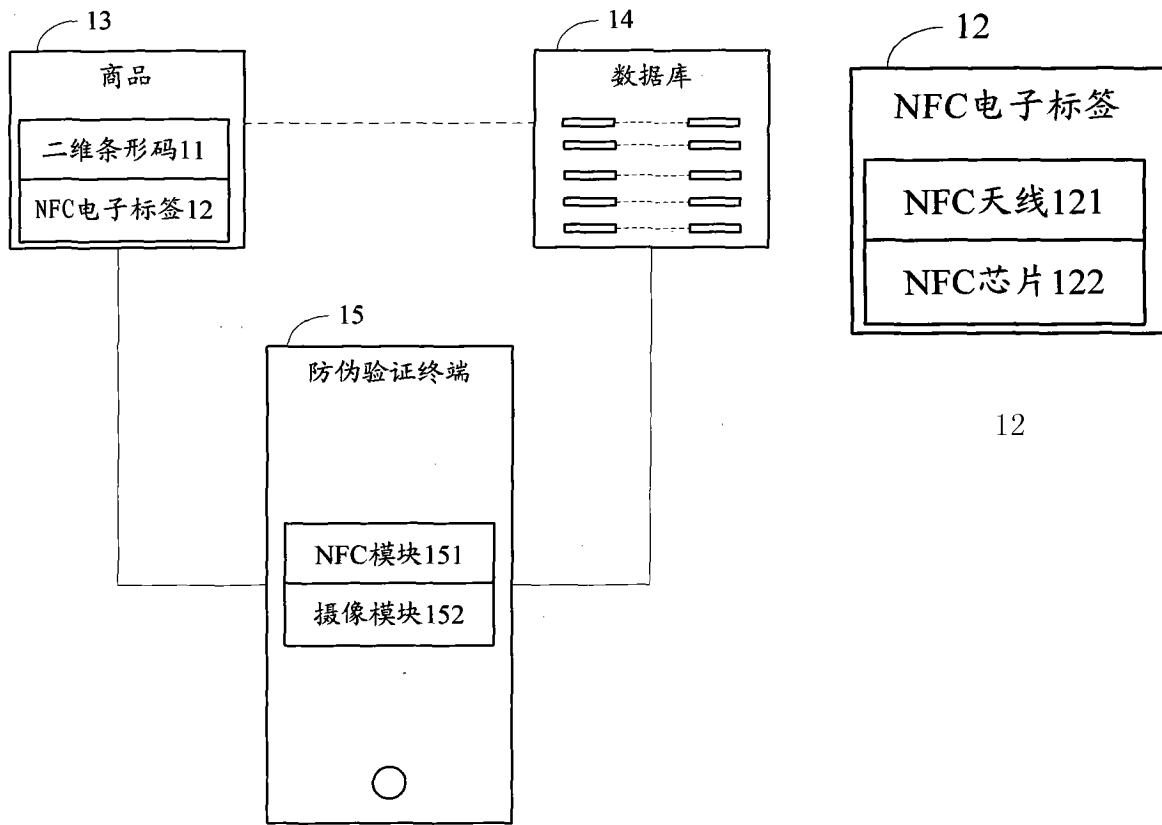 13
商品
二维条形码11
NFC电子标签12
14
数据库
12
NFC电子标签
NFC天线121
NFC芯片122
12
15
防伪验证终端
NFC模块151
摄像模块152